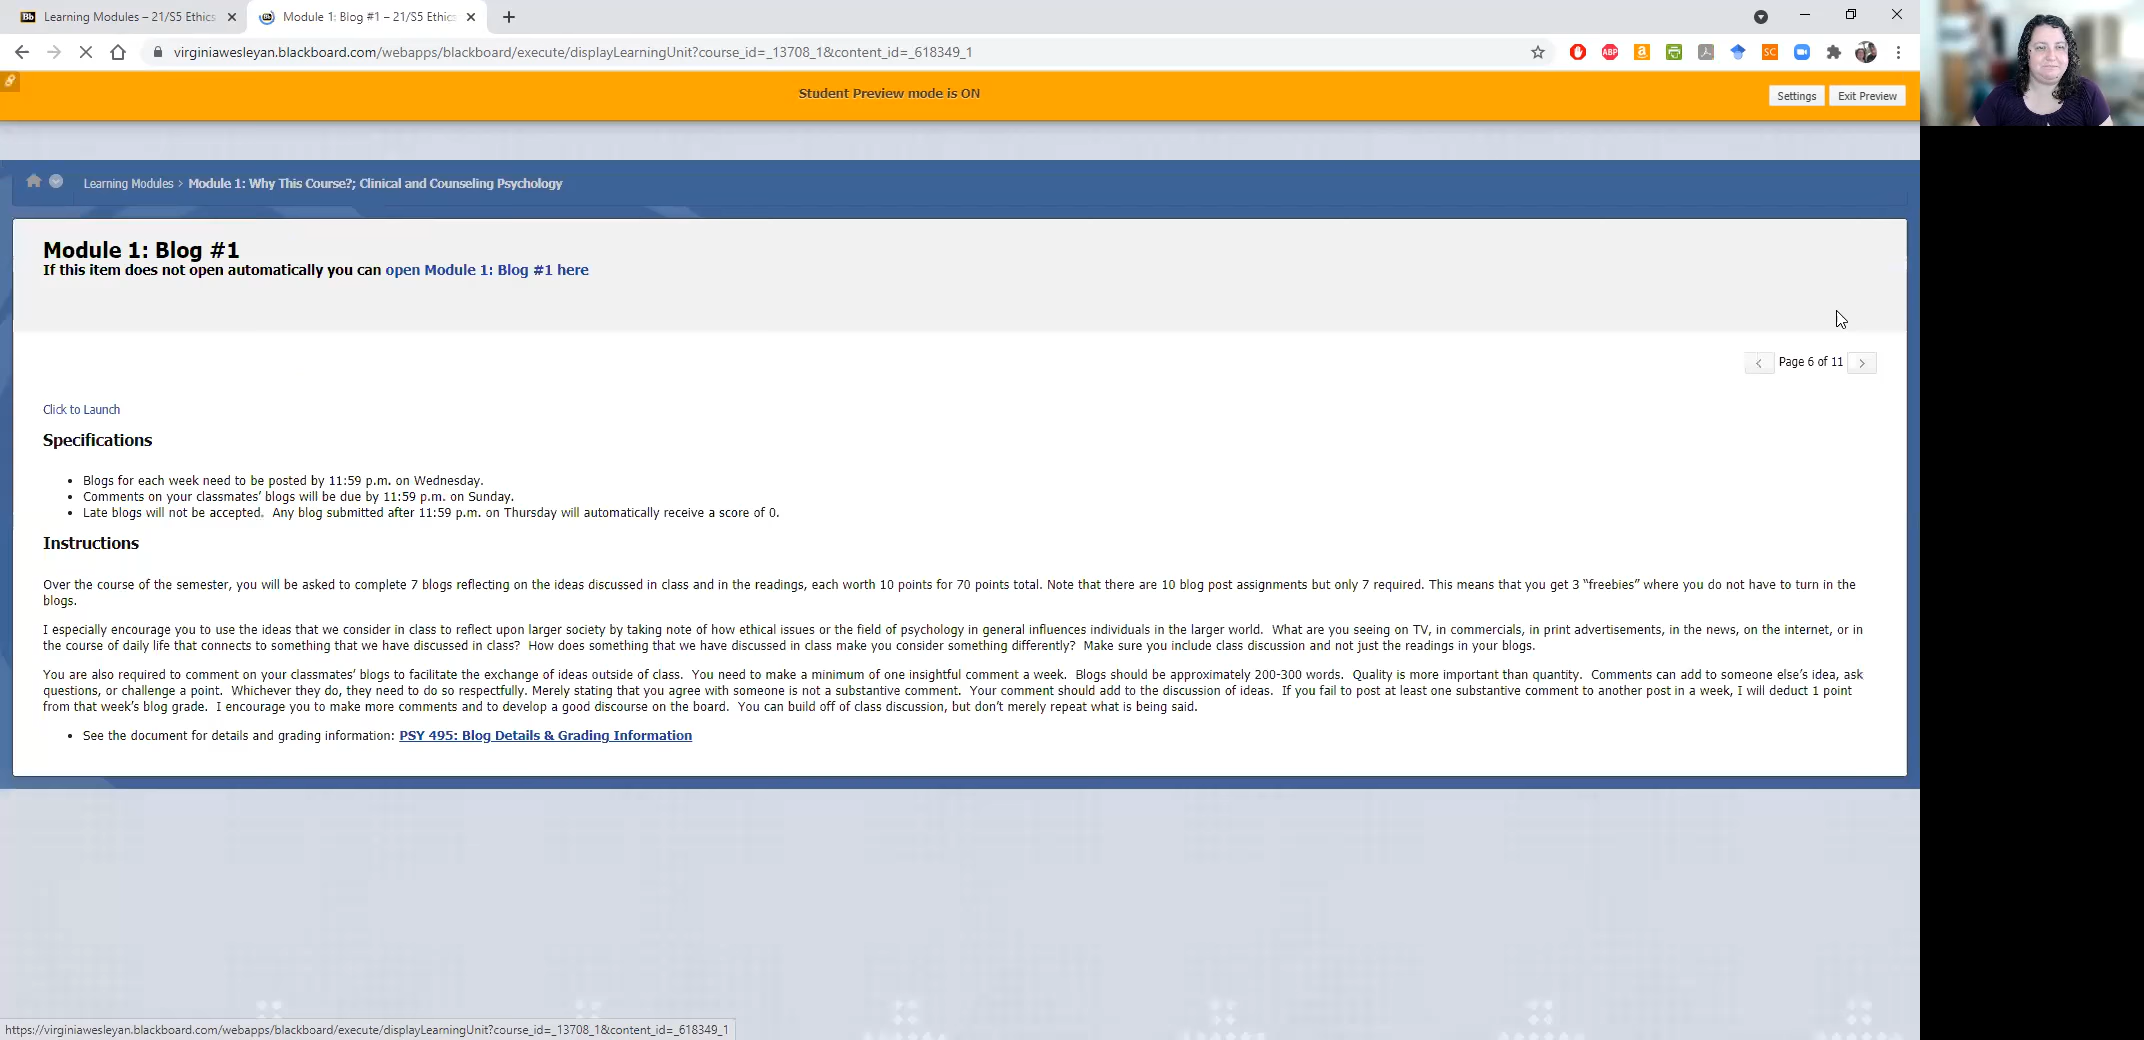 Learning Modules – 21/S5 Ethics
Module 1: Blog #1 – 21/S5 Ethics
virginiawesleyan.blackboard.com/webapps/blackboard/execute/displayLearningUnit?course_id=_13708_1&content_id=_618349_1
Student Preview mode is ON
Settings
Exit Preview
Learning Modules > Module 1: Why This Course?; Clinical and Counseling Psychology
Module 1: Blog #1
If this item does not open automatically you can open Module 1: Blog #1 here
Page 6 of 11
Click to Launch
Specifications
• Blogs for each week need to be posted by 11:59 p.m. on Wednesday.
• Comments on your classmates’ blogs will be due by 11:59 p.m. on Sunday.
• Late blogs will not be accepted.  Any blog submitted after 11:59 p.m. on Thursday will automatically receive a score of 0.
Instructions
Over the course of the semester, you will be asked to complete 7 blogs reflecting on the ideas discussed in class and in the readings, each worth 10 points for 70 points total. Note that there are 10 blog post assignments but only 7 required. This means that you get 3 “freebies” where you do not have to turn in the
blogs.
I especially encourage you to use the ideas that we consider in class to reflect upon larger society by taking note of how ethical issues or the field of psychology in general influences individuals in the larger world.  What are you seeing on TV, in commercials, in print advertisements, in the news, on the internet, or in
the course of daily life that connects to something that we have discussed in class?  How does something that we have discussed in class make you consider something differently?  Make sure you include class discussion and not just the readings in your blogs.
You are also required to comment on your classmates’ blogs to facilitate the exchange of ideas outside of class.  You need to make a minimum of one insightful comment a week.  Blogs should be approximately 200-300 words.  Quality is more important than quantity.  Comments can add to someone else’s idea, ask
questions, or challenge a point.  Whichever they do, they need to do so respectfully. Merely stating that you agree with someone is not a substantive comment.  Your comment should add to the discussion of ideas.  If you fail to post at least one substantive comment to another post in a week, I will deduct 1 point
from that week’s blog grade.  I encourage you to make more comments and to develop a good discourse on the board.  You can build off of class discussion, but don’t merely repeat what is being said.
• See the document for details and grading information: PSY 495: Blog Details & Grading Information
https://virginiawesleyan.blackboard.com/webapps/blackboard/execute/displayLearningUnit?course_id=_13708_1&content_id=_618349_1